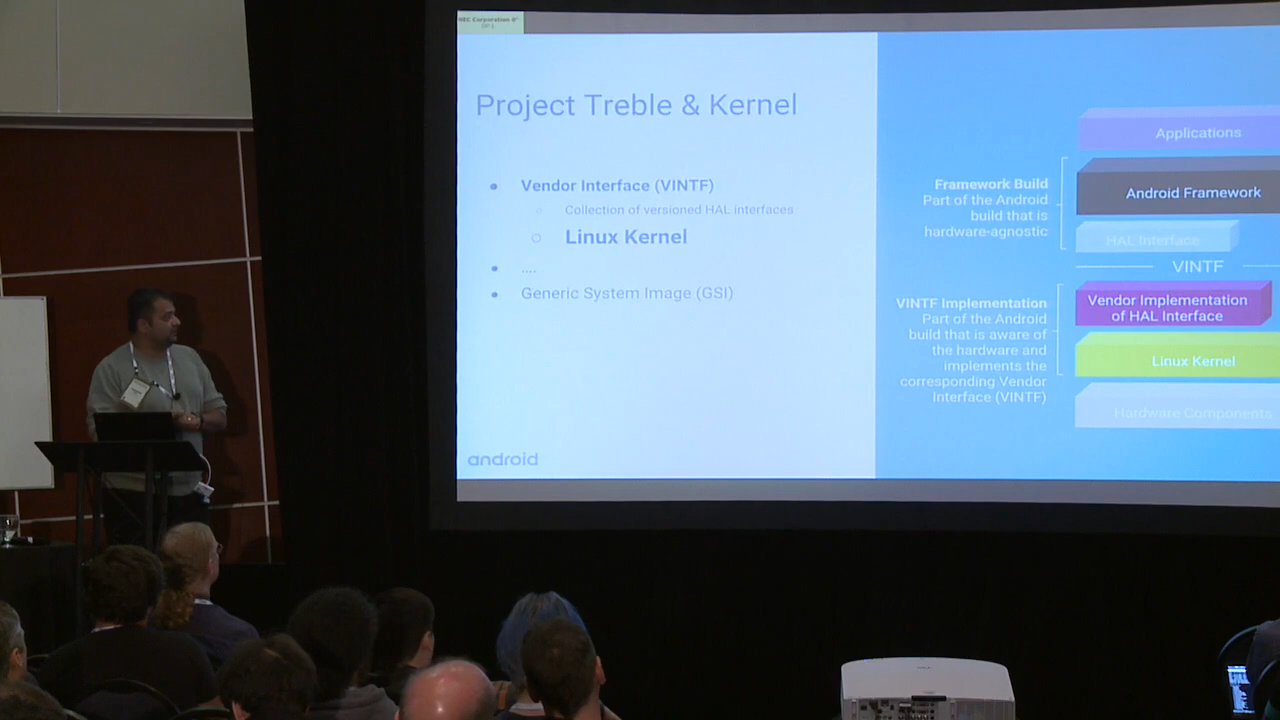 NEC Corporation
Project Treble & Kernel
Vendor Interface (VINTF)
Collection of versioned HAL interfaces
Linux Kernel
....
Generic System Image (GSI)
android
Applications
Framework Build
Part of the Android
build that is
hardware-agnostic
Android Framework
HAL Interface
VINTF
VINTF Implementation
Part of the Android
build that is aware of
the hardware and
implements the
corresponding Vendor
Interface (VINTF)
Vendor Implementation
of HAL Interface
Linux Kernel
Hardware Components